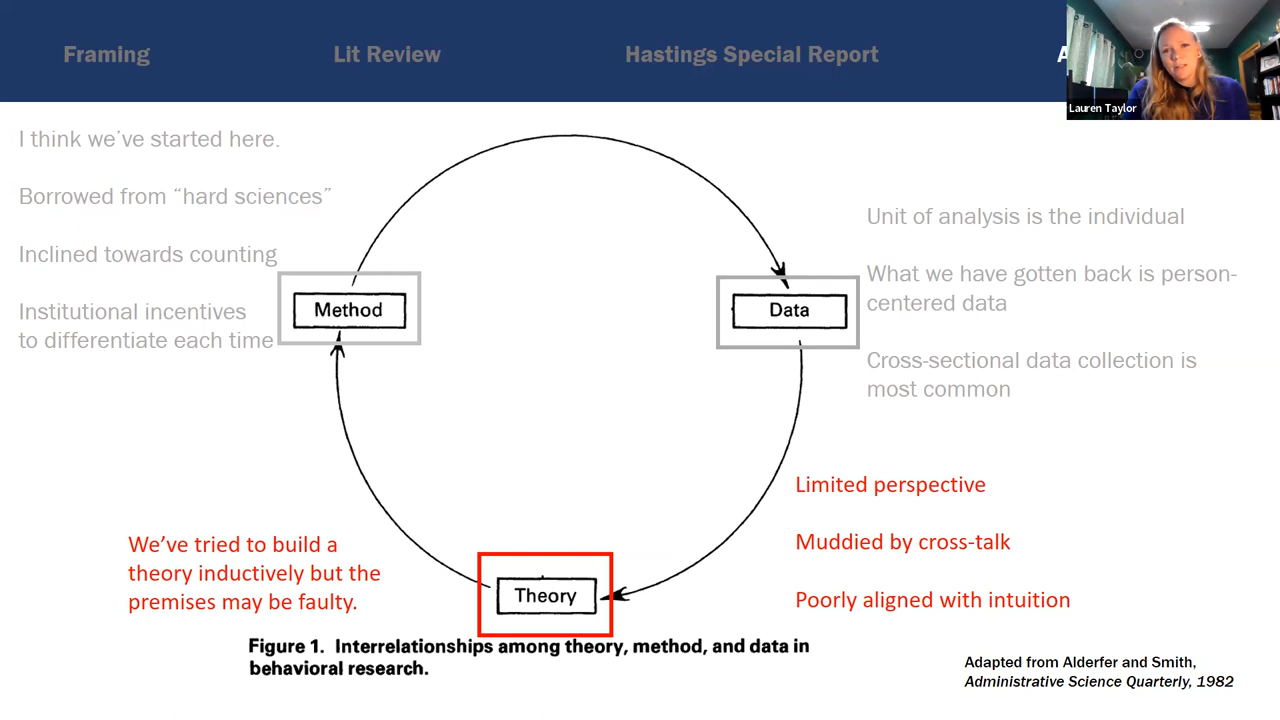 Framing
Lit Review
Hastings Special Report
A
Lauren Taylor
I think we've started here.
Borrowed from “hard sciences”
Inclined towards counting
Institutional incentives
to differentiate each time
Method
Data
Unit of analysis is the individual
What we have gotten back is person-
centered data
Cross-sectional data collection is
most common
Limited perspective
Muddied by cross-talk
Poorly aligned with intuition
We've tried to build a
theory inductively but the
premises may be faulty.
Theory
Figure 1. Interrelationships among theory, method, and data in
behavioral research.
Adapted from Alderfer and Smith,
Administrative Science Quarterly, 1982